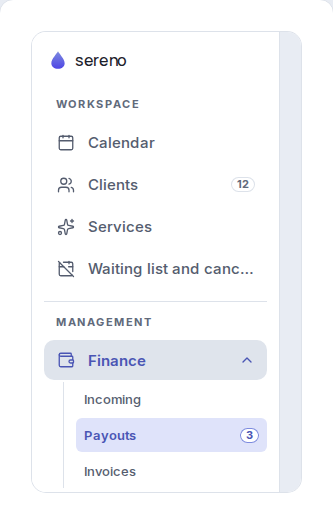 sereno
WORKSPACE
Calendar
Clients 12
Services
Waiting list and canc...
MANAGEMENT
Finance
Incoming
Payouts 3
Invoices